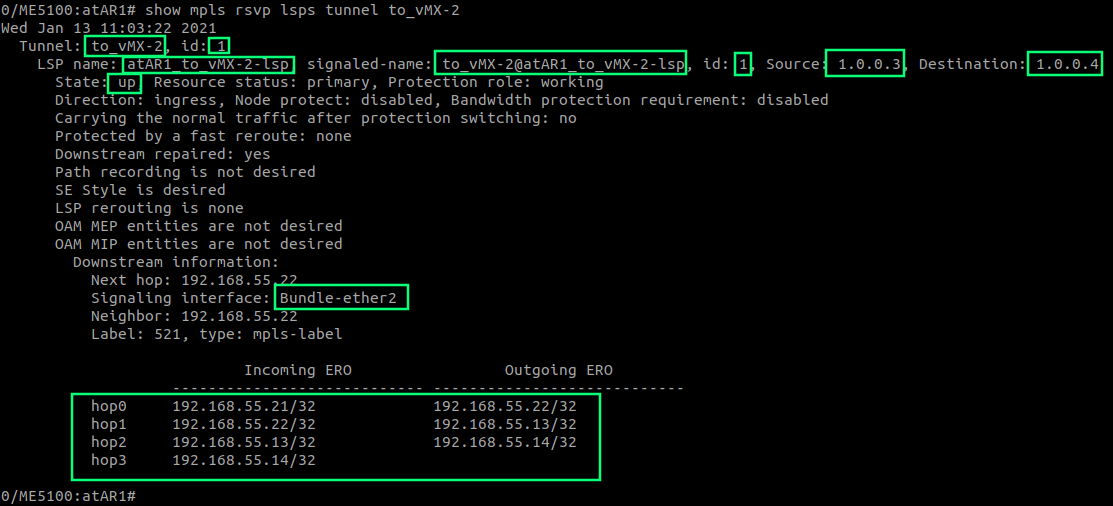 0/ME5100:atAR1# show mpls rsvp lsps tunnel to_vMX-2
Wed Jan 13 11:03:22 2021
Tunnel: to_vMX-2, id: 1
LSP name: atAR1_to_vMX-2-lsp signaled-name: to_vMX-2@atAR1_to_vMX-2-lsp, id: 1, Source: 1.0.0.3, Destination: 1.0.0.4
State: up, Resource status: primary, Protection role: working
Direction: ingress, Node protect: disabled, Bandwidth protection requirement: disabled
Carrying the normal traffic after protection switching: no
Protected by a fast reroute: none
Downstream repaired: yes
Path recording is not desired
SE Style is desired
LSP rerouting is none
OAM MEP entities are not desired
OAM MIP entities are not desired
Downstream information:
Next hop: 192.168.55.22
Signaling interface: Bundle-ether2
Neighbor: 192.168.55.22
Label: 521, type: mpls-label
Incoming ERO Outgoing ERO
---------------------------- ----------------------------
hop0 192.168.55.21/32 192.168.55.22/32
hop1 192.168.55.22/32 192.168.55.13/32
hop2 192.168.55.13/32 192.168.55.14/32
hop3 192.168.55.14/32
0/ME5100:atAR1#